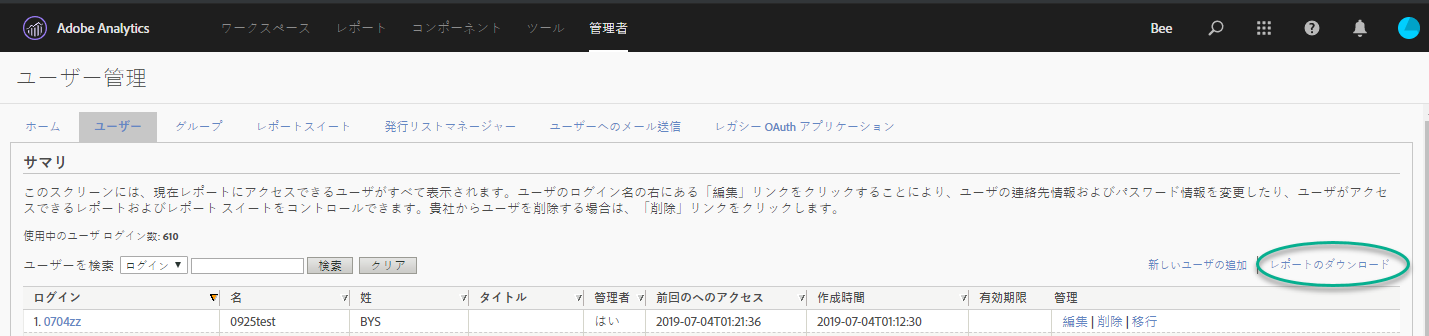 Adobe Analytics ワークスペース レポート コンポーネント ツール 管理者 Bee
ユーザー管理
ホーム ユーザー グループ レポートスイート 発行リストマネージャー ユーザーへのメール送信 レガシー OAuth アプリケーション
サマリ
このスクリーンには、現在レポートにアクセスできるユーザがすべて表示されます。ユーザのログイン名の右にある「編集」リンクをクリックすることにより、ユーザの連絡先情報およびパスワード情報を変更したり、ユーザがアクセ
スできるレポートおよびレポート スイートをコントロールできます。貴社からユーザを削除する場合は、「削除」リンクをクリックします。
使用中のユーザ ログイン数: 610
ユーザーを検索 ログイン 検索 クリア 新しいユーザの追加 | レポートのダウンロード
ログイン 名 姓 タイトル 管理者 前回のへのアクセス 作成時間 有効期限 管理
1. 0704zz 0925test BYS はい 2019-07-04T01:21:36 2019-07-04T01:12:30 編集 | 削除 | 移行